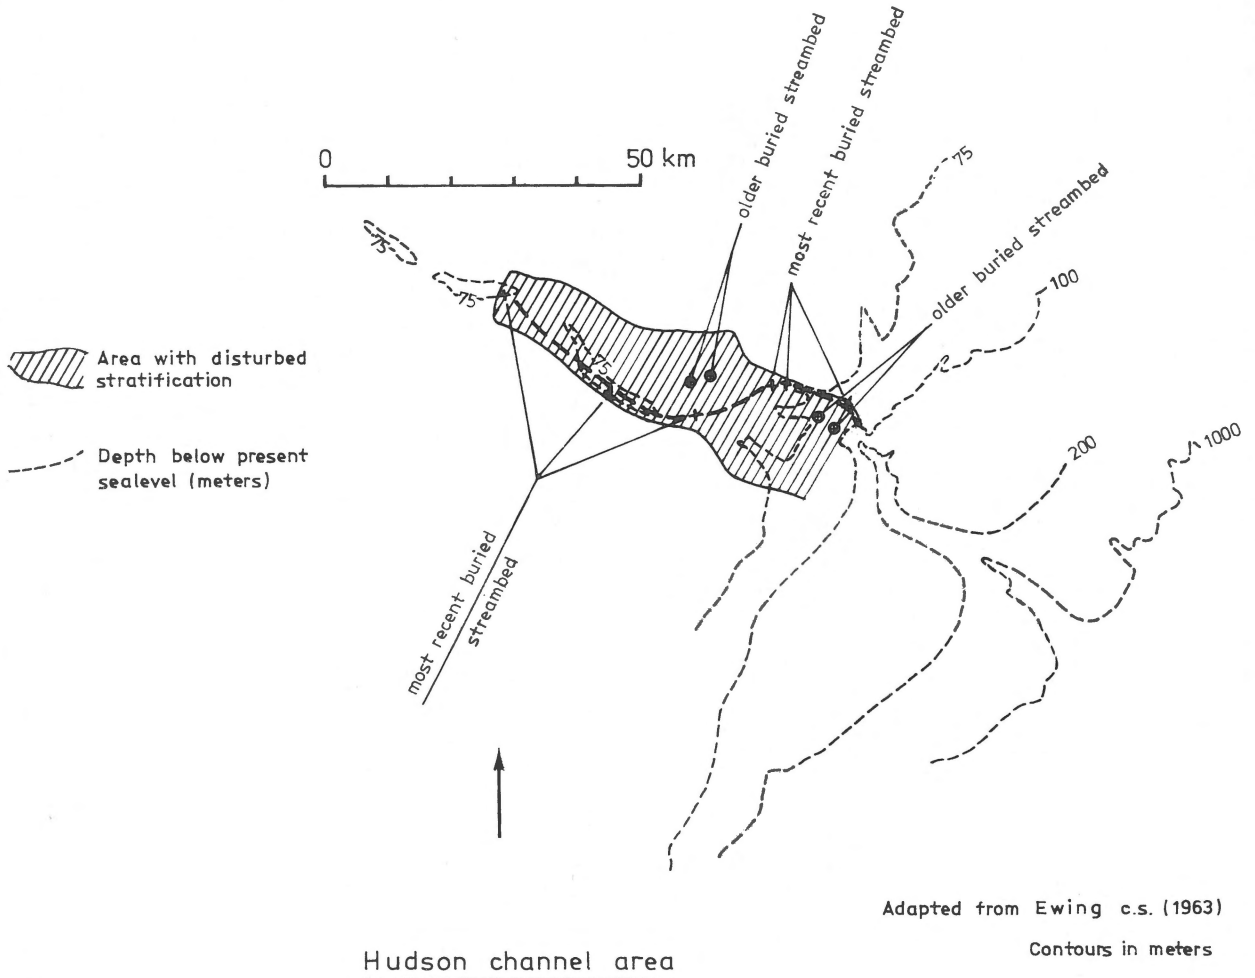 0
50 km
older buried streambed
most recent buried streambed
older buried streambed
75
100
200
1000
75
75
75
Area with disturbed
stratification
Depth below present
sealevel (meters)
most recent buried
streambed
Adapted from Ewing c.s. (1963)
Contours in meters
Hudson channel area